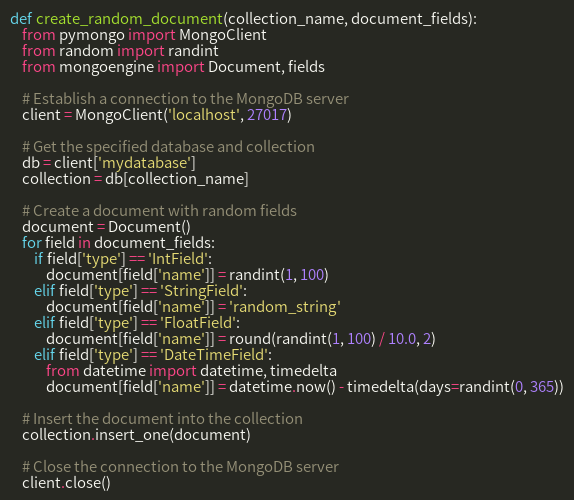 def create_random_document(collection_name, document_fields):
    from pymongo import MongoClient
    from random import randint
    from mongoengine import Document, fields

    # Establish a connection to the MongoDB server
    client = MongoClient('localhost', 27017)

    # Get the specified database and collection
    db = client['mydatabase']
    collection = db[collection_name]

    # Create a document with random fields
    document = Document()
    for field in document_fields:
        if field['type'] == 'IntField':
            document[field['name']] = randint(1, 100)
        elif field['type'] == 'StringField':
            document[field['name']] = 'random_string'
        elif field['type'] == 'FloatField':
            document[field['name']] = round(randint(1, 100) / 10.0, 2)
        elif field['type'] == 'DateTimeField':
            from datetime import datetime, timedelta
            document[field['name']] = datetime.now() - timedelta(days=randint(0, 365))

    # Insert the document into the collection
    collection.insert_one(document)

    # Close the connection to the MongoDB server
    client.close()